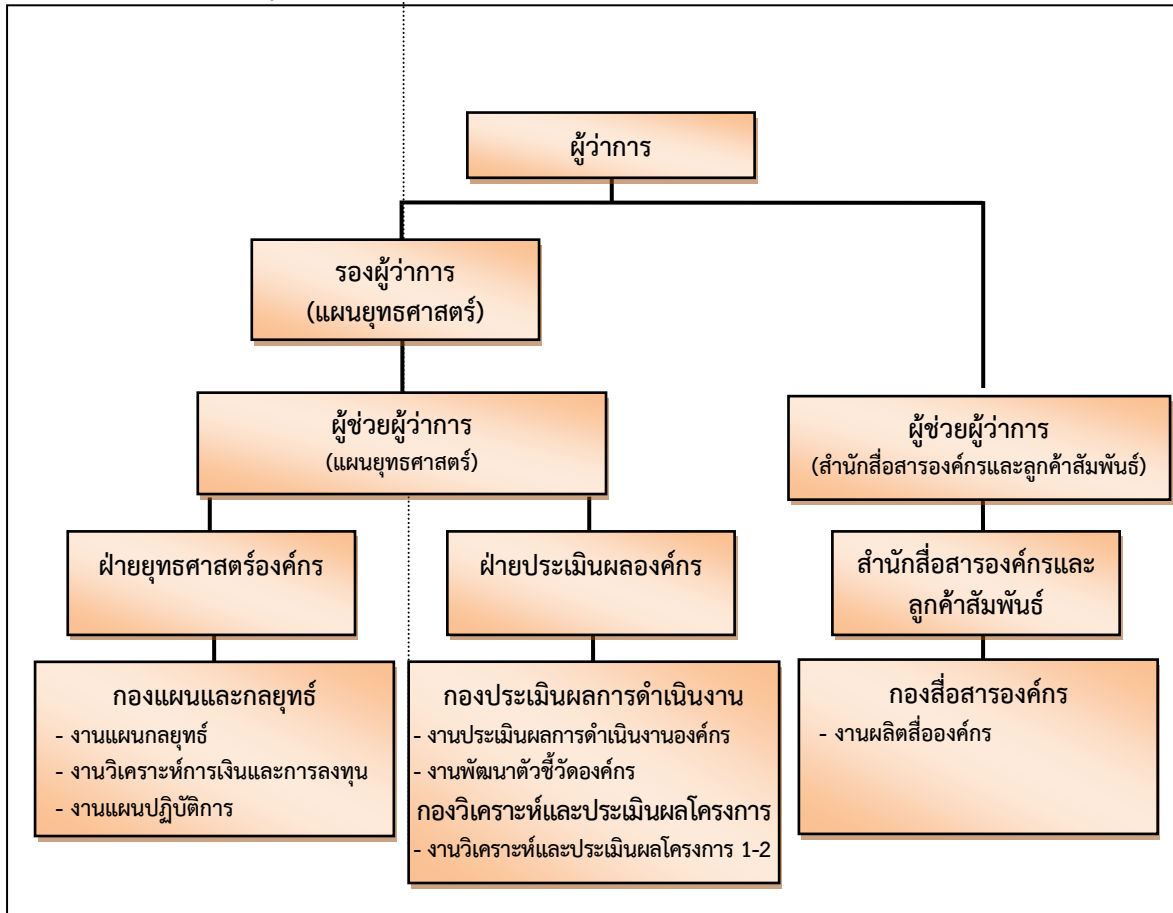 ผู้ว่าการ
รองผู้ว่าการ
(แผนยุทธศาสตร์)
ผู้ช่วยผู้ว่าการ
(แผนยุทธศาสตร์)
ผู้ช่วยผู้ว่าการ
(สำนักสื่อสารองค์กรและลูกค้าสัมพันธ์)
ฝ่ายยุทธศาสตร์องค์กร
ฝ่ายประเมินผลองค์กร
สำนักสื่อสารองค์กรและ
ลูกค้าสัมพันธ์
กองแผนและกลยุทธ์
- งานแผนกลยุทธ์
- งานวิเคราะห์การเงินและการลงทุน
- งานแผนปฏิบัติการ
กองประเมินผลการดำเนินงาน
- งานประเมินผลการดำเนินงานองค์กร
- งานพัฒนาตัวชี้วัดองค์กร
กองวิเคราะห์และประเมินผลโครงการ
- งานวิเคราะห์และประเมินผลโครงการ 1-2
กองสื่อสารองค์กร
- งานผลิตสื่อองค์กร